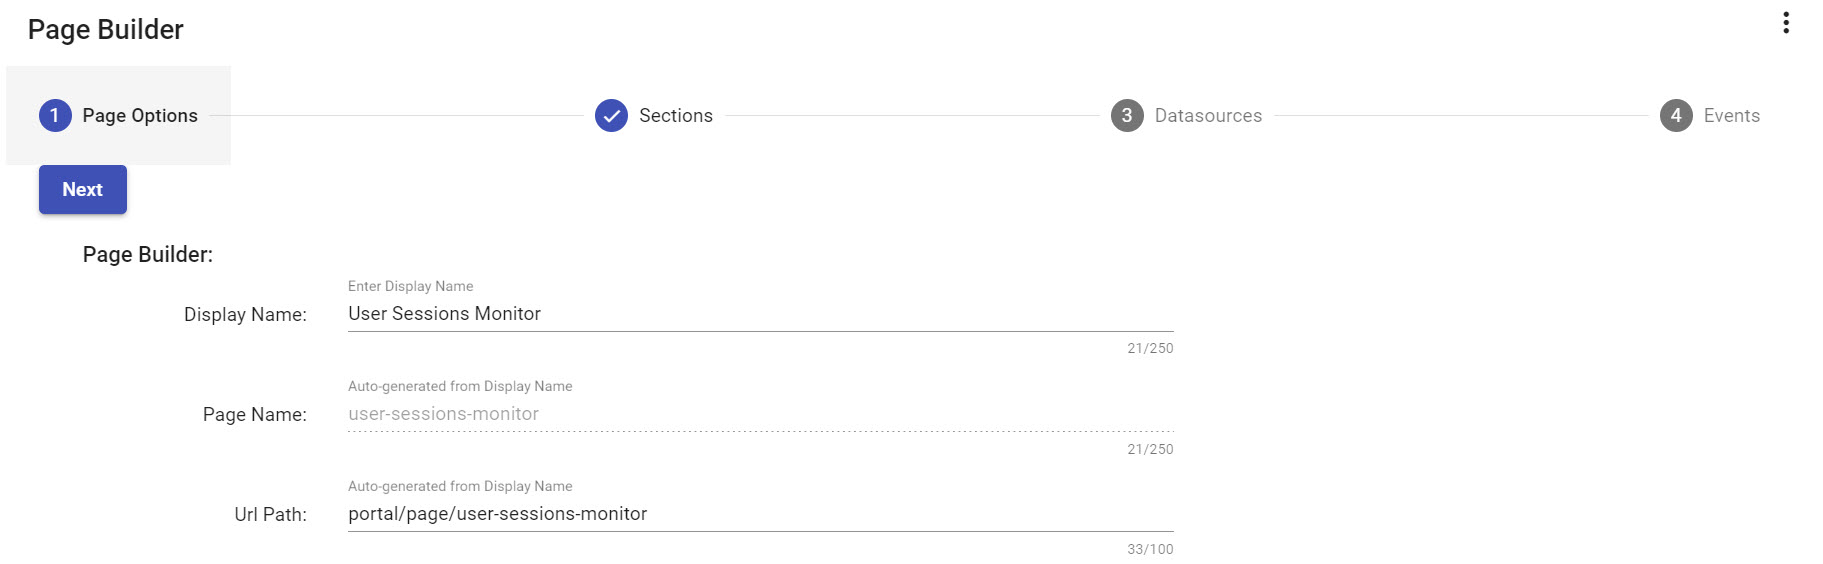 Page Builder
1 Page Options
Sections
3 Datasources
4 Events
Next
Page Builder:
Enter Display Name
Display Name: User Sessions Monitor
21/250
Auto-generated from Display Name
Page Name: user-sessions-monitor
21/250
Auto-generated from Display Name
Url Path: portal/page/user-sessions-monitor
33/100